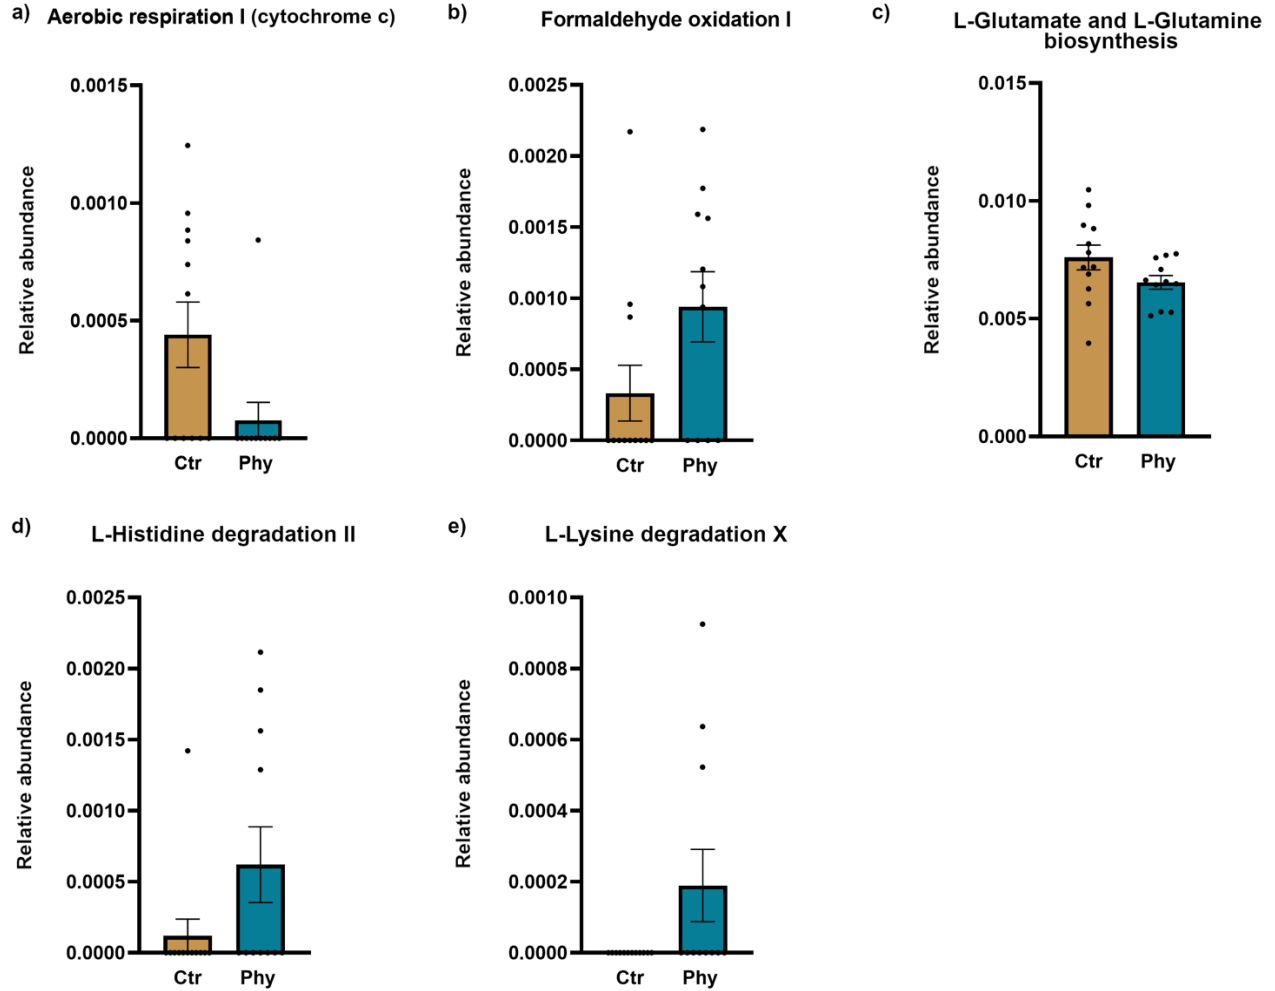 a) Aerobic respiration I (cytochrome c)
Relative abundance
0.0015
0.0010
0.0005
0.0000
Ctr Phy
b) Formaldehyde oxidation I
Relative abundance
0.0025
0.0020
0.0015
0.0010
0.0005
0.0000
Ctr Phy
c) L-Glutamate and L-Glutamine
biosynthesis
Relative abundance
0.015
0.010
0.005
0.000
Ctr Phy
d) L-Histidine degradation II
Relative abundance
0.0025
0.0020
0.0015
0.0010
0.0005
0.0000
Ctr Phy
e) L-Lysine degradation X
Relative abundance
0.0010
0.0008
0.0006
0.0004
0.0002
0.0000
Ctr Phy